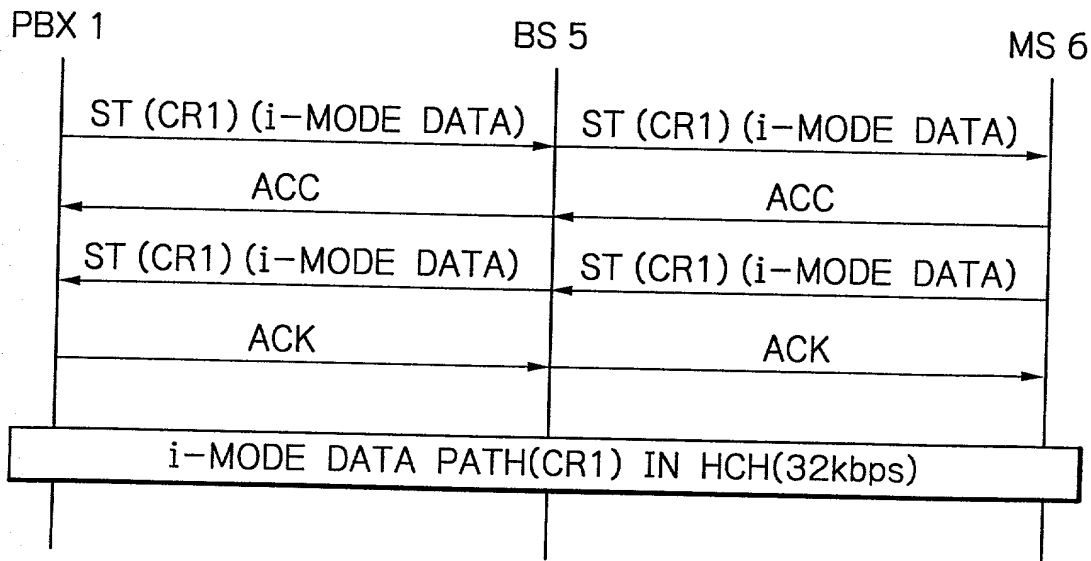 PBX 1
BS 5
MS 6
ST (CR1) (i-MODE DATA)
ST (CR1) (i-MODE DATA)
ACC
ACC
ST (CR1) (i-MODE DATA)
ST (CR1) (i-MODE DATA)
ACK
ACK
i-MODE DATA PATH(CR1) IN HCH(32kbps)